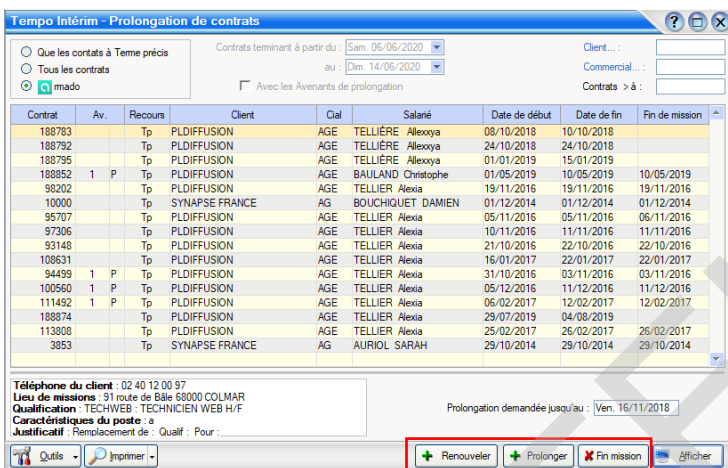 Tempo Intérim - Prolongation de contrats
Que les contats à Terme précis
Tous les contrats
mado
Contrats terminant à partir du : Sam. 06/06/2020
au : Dim. 14/06/2020
Avec les Avenants de prolongation
Client... :
Commercial... :
Contrats > à :
Contrat Av. Recours Client Cial Salarié Date de début Date de fin Fin de mission
188783 Tp PLDIFFUSION AGE TELLIÈRE Allexxya 08/10/2018 10/10/2018
188792 Tp PLDIFFUSION AGE TELLIÈRE Allexxya 24/10/2018 24/10/2018
188795 Tp PLDIFFUSION AGE TELLIÈRE Allexxya 01/01/2019 15/01/2019
188852 1 P Tp PLDIFFUSION AGE BAULAND Christophe 01/05/2019 10/05/2019 10/05/2019
98202 Tp PLDIFFUSION AGE TELLIER Alexia 19/11/2016 19/11/2016 19/11/2016
10000 Tp SYNAPSE FRANCE AG BOUCHIQUET DAMIEN 01/12/2014 01/12/2014 01/12/2014
95707 Tp PLDIFFUSION AGE TELLIER Alexia 05/11/2016 05/11/2016 06/11/2016
97306 Tp PLDIFFUSION AGE TELLIER Alexia 10/11/2016 11/11/2016 11/11/2016
93148 Tp PLDIFFUSION AGE TELLIER Alexia 21/10/2016 22/10/2016 22/10/2016
108631 Tp PLDIFFUSION AGE TELLIER Alexia 16/01/2017 22/01/2017 22/01/2017
94499 1 P Tp PLDIFFUSION AGE TELLIER Alexia 31/10/2016 03/11/2016 03/11/2016
100560 1 P Tp PLDIFFUSION AGE TELLIER Alexia 05/12/2016 11/12/2016 11/12/2016
111492 1 P Tp PLDIFFUSION AGE TELLIER Alexia 06/02/2017 12/02/2017 12/02/2017
188874 Tp PLDIFFUSION AGE TELLIER Alexia 29/07/2019 04/08/2019
113808 Tp PLDIFFUSION AGE TELLIER Alexia 25/02/2017 26/02/2017 26/02/2017
3853 Tp SYNAPSE FRANCE AG AURIOL SARAH 29/10/2014 29/10/2014 29/10/2014
Téléphone du client : 02 40 12 00 97
Lieu de missions : 91 route de Bâle 68000 COLMAR
Qualification : TECHWEB : TECHNICIEN WEB H/F
Caractéristiques du poste : a
Justificatif : Remplacement de : Qualif : Pour :
Prolongation demandée jusqu'au : Ven. 16/11/2018
Outils Imprimer Renouveler Prolonger Fin mission Afficher